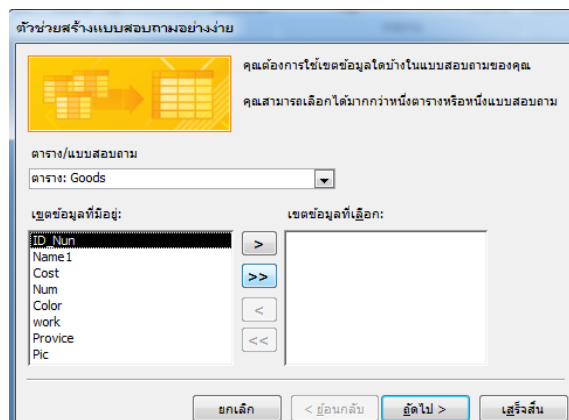 ตัวช่วยสร้างแบบสอบถามอย่างง่าย
คุณต้องการใช้เขตข้อมูลใดบ้างในแบบสอบถามของคุณ
คุณสามารถเลือกได้มากกว่าหนึ่งตารางหรือหนึ่งแบบสอบถาม
ตาราง/แบบสอบถาม
ตาราง: Goods
เขตข้อมูลที่มีอยู่:
เขตข้อมูลที่เลือก:
ID_Nun
Name1
Cost
Num
Color
work
Provice
Pic
>
>>
<
<<
ยกเลิก
< ย้อนกลับ
ถัดไป >
เสร็จสิ้น